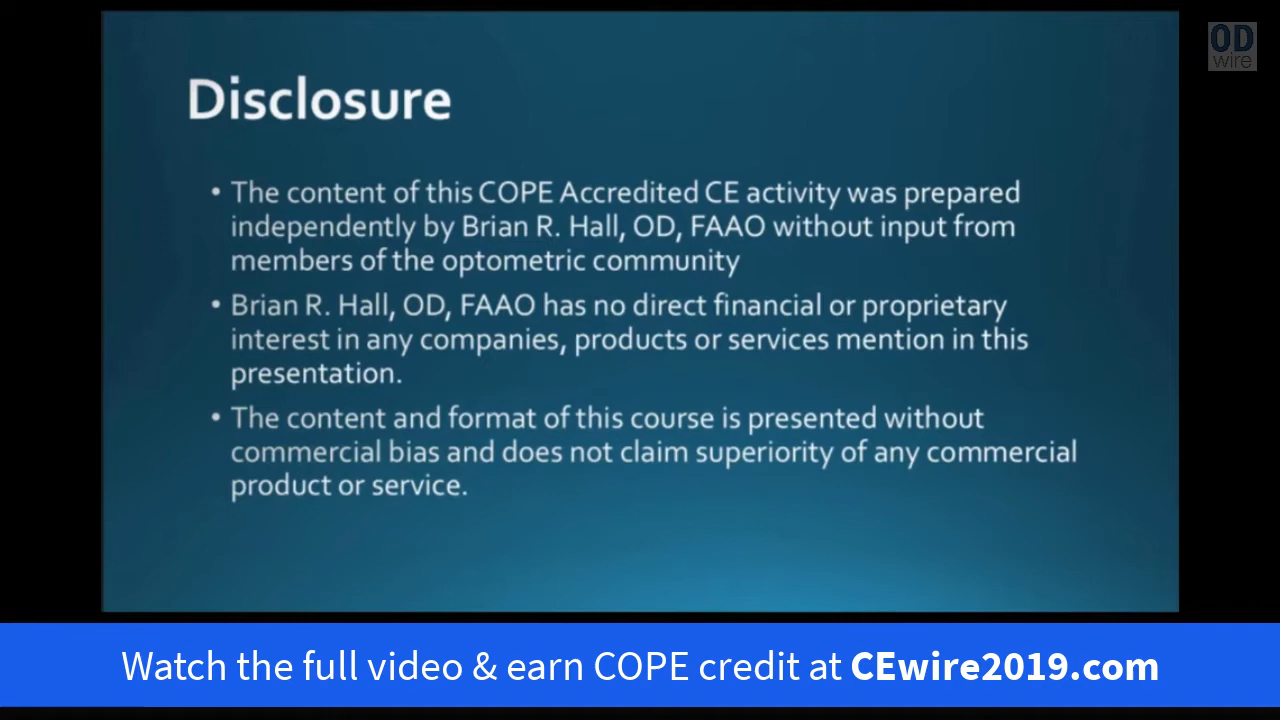 OD
wire
Disclosure
• The content of this COPE Accredited CE activity was prepared
independently by Brian R. Hall, OD, FAAO without input from
members of the optometric community
• Brian R. Hall, OD, FAAO has no direct financial or proprietary
interest in any companies, products or services mention in this
presentation.
• The content and format of this course is presented without
commercial bias and does not claim superiority of any commercial
product or service.
Watch the full video & earn COPE credit at CEwire2019.com